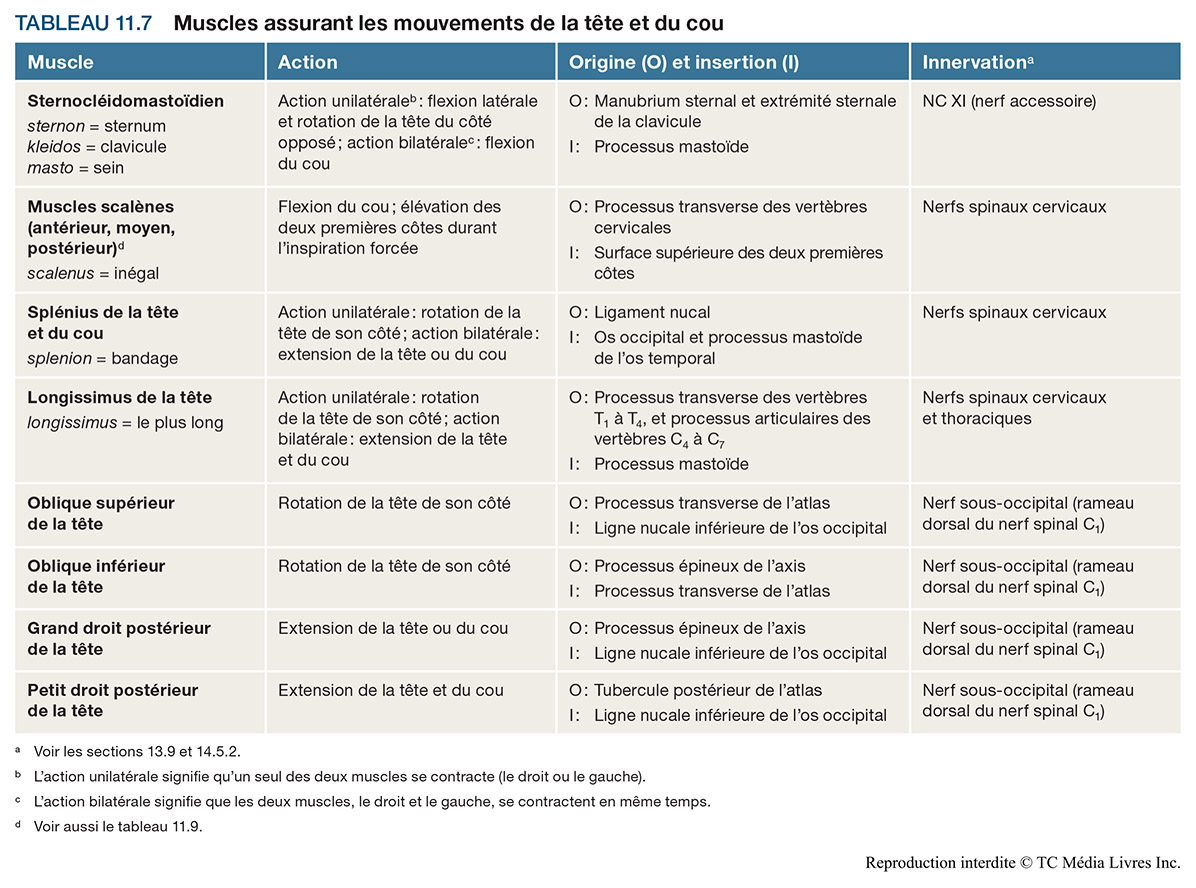 TABLEAU 11.7 Muscles assurant les mouvements de la tête et du cou
Muscle Action Origine (O) et insertion (I) Innervationᵃ
Sternocléidomastoïdien
sternon = sternum
kleidos = clavicule
masto = sein
Action unilatéraleᵇ : flexion latérale
et rotation de la tête du côté
opposé ; action bilatéraleᶜ : flexion
du cou
O : Manubrium sternal et extrémité sternale
de la clavicule
I : Processus mastoïde
NC XI (nerf accessoire)
Muscles scalènes
(antérieur, moyen,
postérieur)ᵈ
scalenus = inégal
Flexion du cou ; élévation des
deux premières côtes durant
l’inspiration forcée
O : Processus transverse des vertèbres
cervicales
I : Surface supérieure des deux premières
côtes
Nerfs spinaux cervicaux
Splénius de la tête
et du cou
splenion = bandage
Action unilatérale : rotation de la
tête de son côté ; action bilatérale :
extension de la tête ou du cou
O : Ligament nucal
I : Os occipital et processus mastoïde
de l’os temporal
Nerfs spinaux cervicaux
Longissimus de la tête
longissimus = le plus long
Action unilatérale : rotation
de la tête de son côté ; action
bilatérale : extension de la tête
et du cou
O : Processus transverse des vertèbres
T₁ à T₄, et processus articulaires des
vertèbres C₄ à C₇
I : Processus mastoïde
Nerfs spinaux cervicaux
et thoraciques
Oblique supérieur
de la tête
Rotation de la tête de son côté
O : Processus transverse de l’atlas
I : Ligne nucale inférieure de l’os occipital
Nerf sous-occipital (rameau
dorsal du nerf spinal C₁)
Oblique inférieur
de la tête
Rotation de la tête de son côté
O : Processus épineux de l’axis
I : Processus transverse de l’atlas
Nerf sous-occipital (rameau
dorsal du nerf spinal C₁)
Grand droit postérieur
de la tête
Extension de la tête ou du cou
O : Processus épineux de l’axis
I : Ligne nucale inférieure de l’os occipital
Nerf sous-occipital (rameau
dorsal du nerf spinal C₁)
Petit droit postérieur
de la tête
Extension de la tête et du cou
O : Tubercule postérieur de l’atlas
I : Ligne nucale inférieure de l’os occipital
Nerf sous-occipital (rameau
dorsal du nerf spinal C₁)
ᵃ Voir les sections 13.9 et 14.5.2.
ᵇ L’action unilatérale signifie qu’un seul des deux muscles se contracte (le droit ou le gauche).
ᶜ L’action bilatérale signifie que les deux muscles, le droit et le gauche, se contractent en même temps.
ᵈ Voir aussi le tableau 11.9.
Reproduction interdite © TC Média Livres Inc.